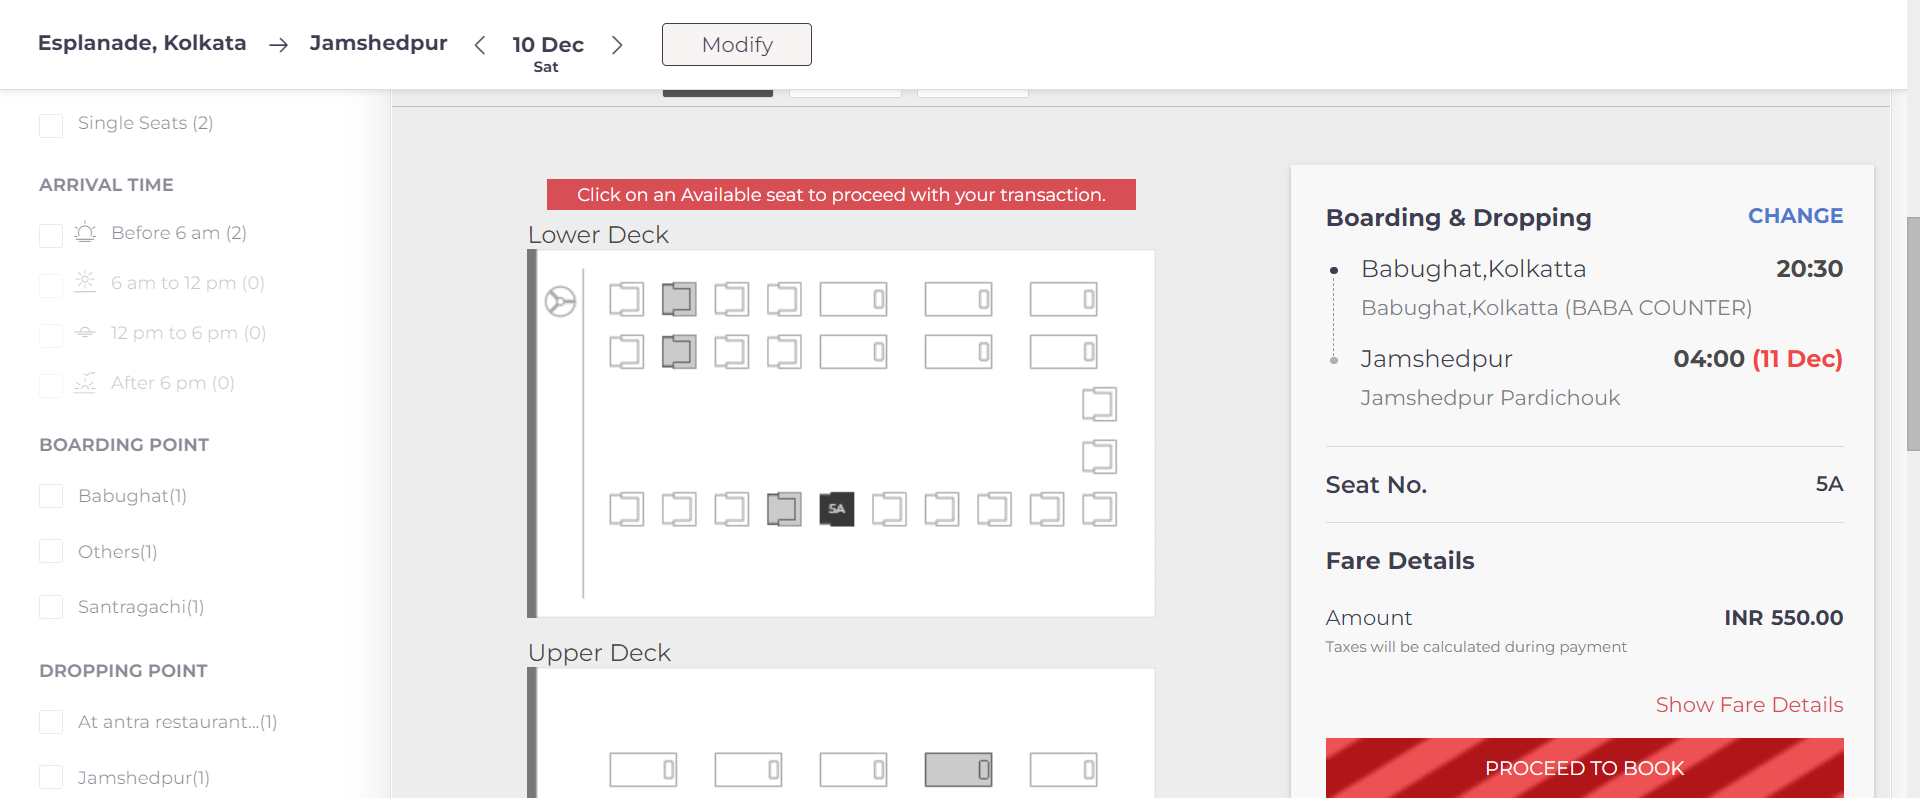 Esplanade, Kolkata → Jamshedpur < 10 Dec > Modify
Sat
Single Seats (2)
ARRIVAL TIME
Before 6 am (2)
6 am to 12 pm (0)
12 pm to 6 pm (0)
After 6 pm (0)
BOARDING POINT
Babughat(1)
Others(1)
Santragachi(1)
DROPPING POINT
At antra restaurant...(1)
Jamshedpur(1)
Click on an Available seat to proceed with your transaction.
Lower Deck
5A
Upper Deck
Boarding & Dropping CHANGE
Babughat,Kolkatta 20:30
Babughat,Kolkatta (BABA COUNTER)
Jamshedpur 04:00 (11 Dec)
Jamshedpur Pardichouk
Seat No. 5A
Fare Details
Amount INR 550.00
Taxes will be calculated during payment
Show Fare Details
PROCEED TO BOOK